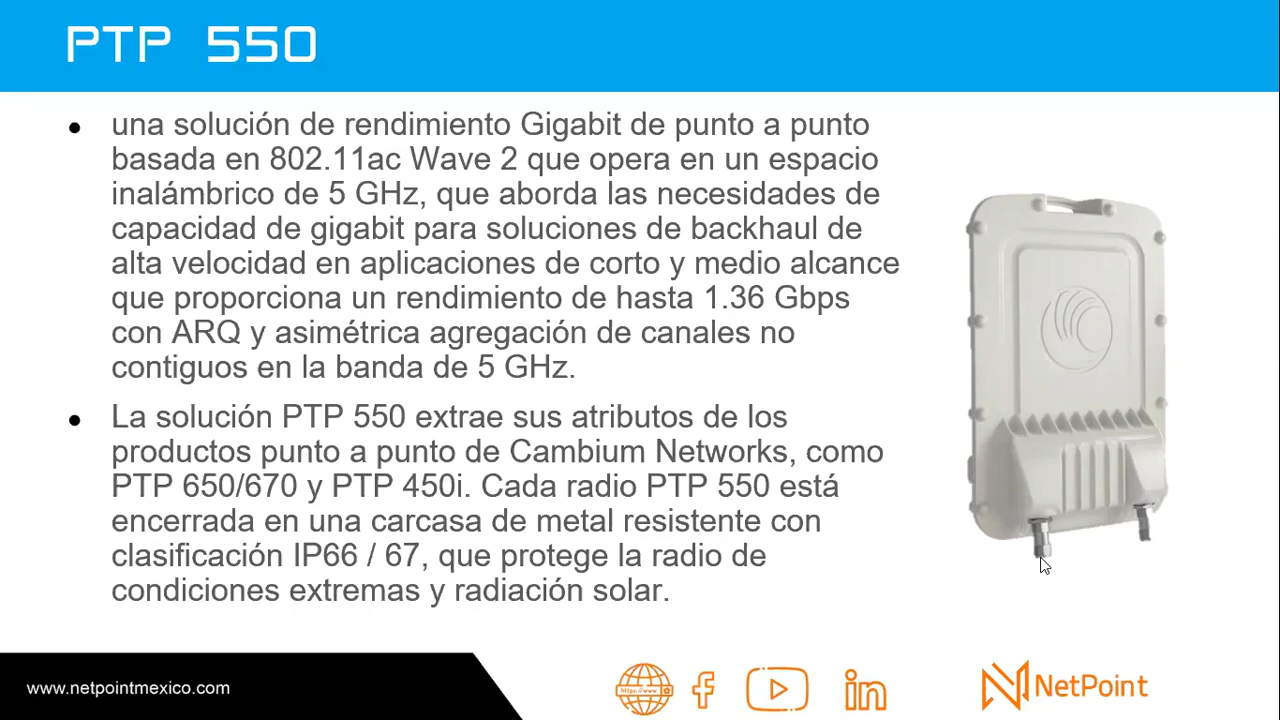 PTP 550
una solución de rendimiento Gigabit de punto a punto
basada en 802.11ac Wave 2 que opera en un espacio
inalámbrico de 5 GHz, que aborda las necesidades de
capacidad de gigabit para soluciones de backhaul de
alta velocidad en aplicaciones de corto y medio alcance
que proporciona un rendimiento de hasta 1.36 Gbps
con ARQ y asimétrica agregación de canales no
contiguos en la banda de 5 GHz.
La solución PTP 550 extrae sus atributos de los
productos punto a punto de Cambium Networks, como
PTP 650/670 y PTP 450i. Cada radio PTP 550 está
encerrada en una carcasa de metal resistente con
clasificación IP66 / 67, que protege la radio de
condiciones extremas y radiación solar.
www.netpointmexico.com
https://www
NetPoint